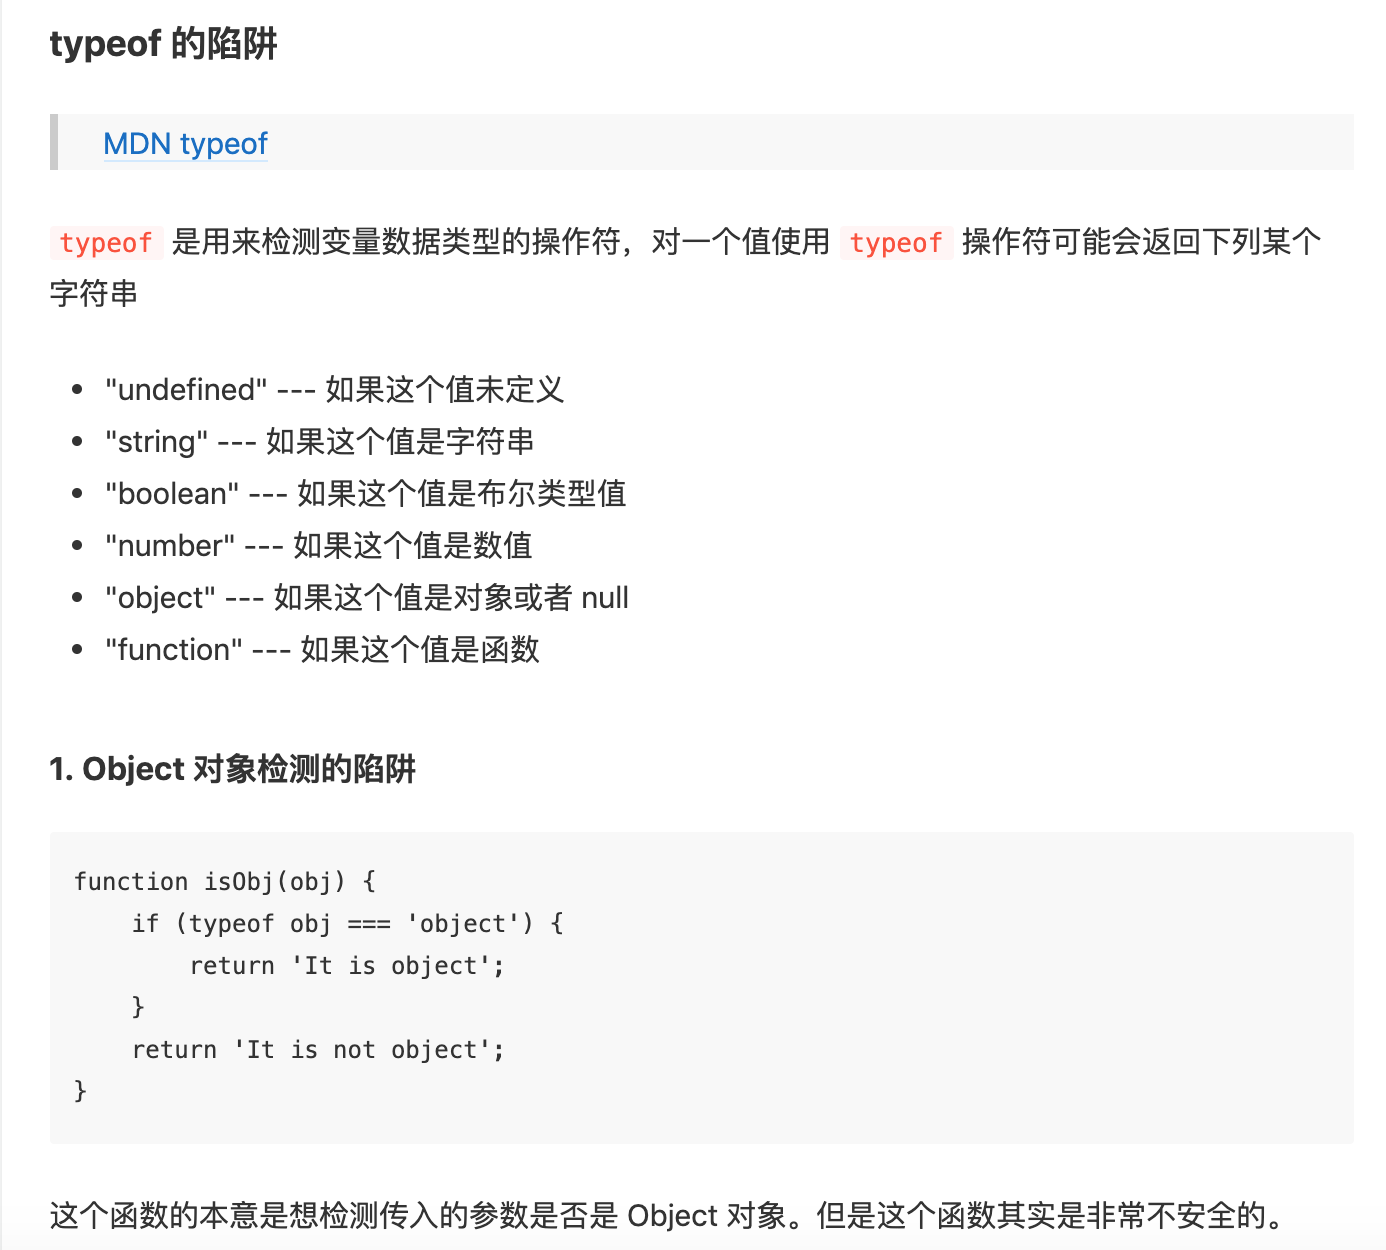 typeof 的陷阱
MDN typeof
typeof 是用来检测变量数据类型的操作符，对一个值使用 typeof 操作符可能会返回下列某个
字符串
• "undefined" --- 如果这个值未定义
• "string" --- 如果这个值是字符串
• "boolean" --- 如果这个值是布尔类型值
• "number" --- 如果这个值是数值
• "object" --- 如果这个值是对象或者 null
• "function" --- 如果这个值是函数
1. Object 对象检测的陷阱
function isObj(obj) {
    if (typeof obj === 'object') {
        return 'It is object';
    }
    return 'It is not object';
}
这个函数的本意是想检测传入的参数是否是 Object 对象。但是这个函数其实是非常不安全的。